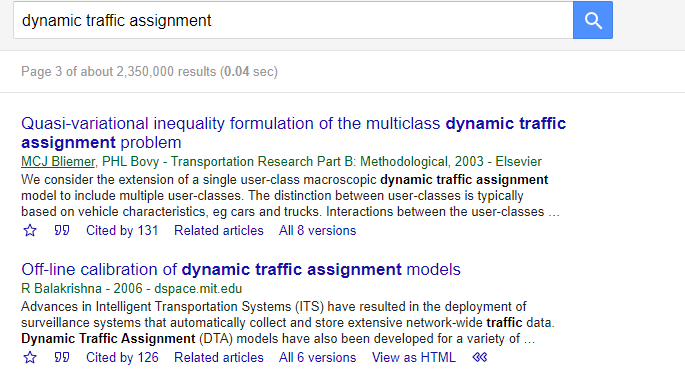 dynamic traffic assignment
Page 3 of about 2,350,000 results (0.04 sec)
Quasi-variational inequality formulation of the multiclass dynamic traffic
assignment problem
MCJ Bliemer, PHL Bovy - Transportation Research Part B: Methodological, 2003 - Elsevier
We consider the extension of a single user-class macroscopic dynamic traffic assignment
model to include multiple user-classes. The distinction between user-classes is typically
based on vehicle characteristics, eg cars and trucks. Interactions between the user-classes ...
Cited by 131 Related articles All 8 versions
Off-line calibration of dynamic traffic assignment models
R Balakrishna - 2006 - dspace.mit.edu
Advances in Intelligent Transportation Systems (ITS) have resulted in the deployment of
surveillance systems that automatically collect and store extensive network-wide traffic data.
Dynamic Traffic Assignment (DTA) models have also been developed for a variety of ...
Cited by 126 Related articles All 6 versions View as HTML